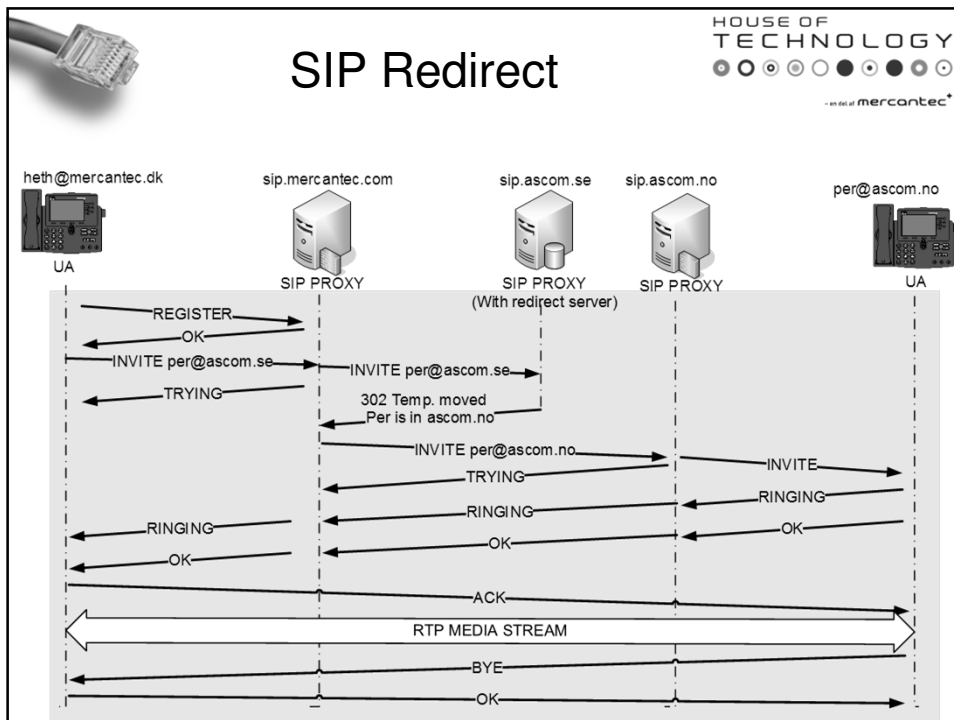 SIP Redirect
HOUSE OF
TECHNOLOGY
– en del af mercantec+
heth@mercantec.dk
sip.mercantec.com
sip.ascom.se
sip.ascom.no
per@ascom.no
UA
SIP PROXY
SIP PROXY
(With redirect server)
SIP PROXY
UA
REGISTER
OK
INVITE per@ascom.se
INVITE per@ascom.se
TRYING
302 Temp. moved
Per is in ascom.no
INVITE per@ascom.no
INVITE
TRYING
RINGING
RINGING
RINGING
OK
OK
OK
ACK
RTP MEDIA STREAM
BYE
OK